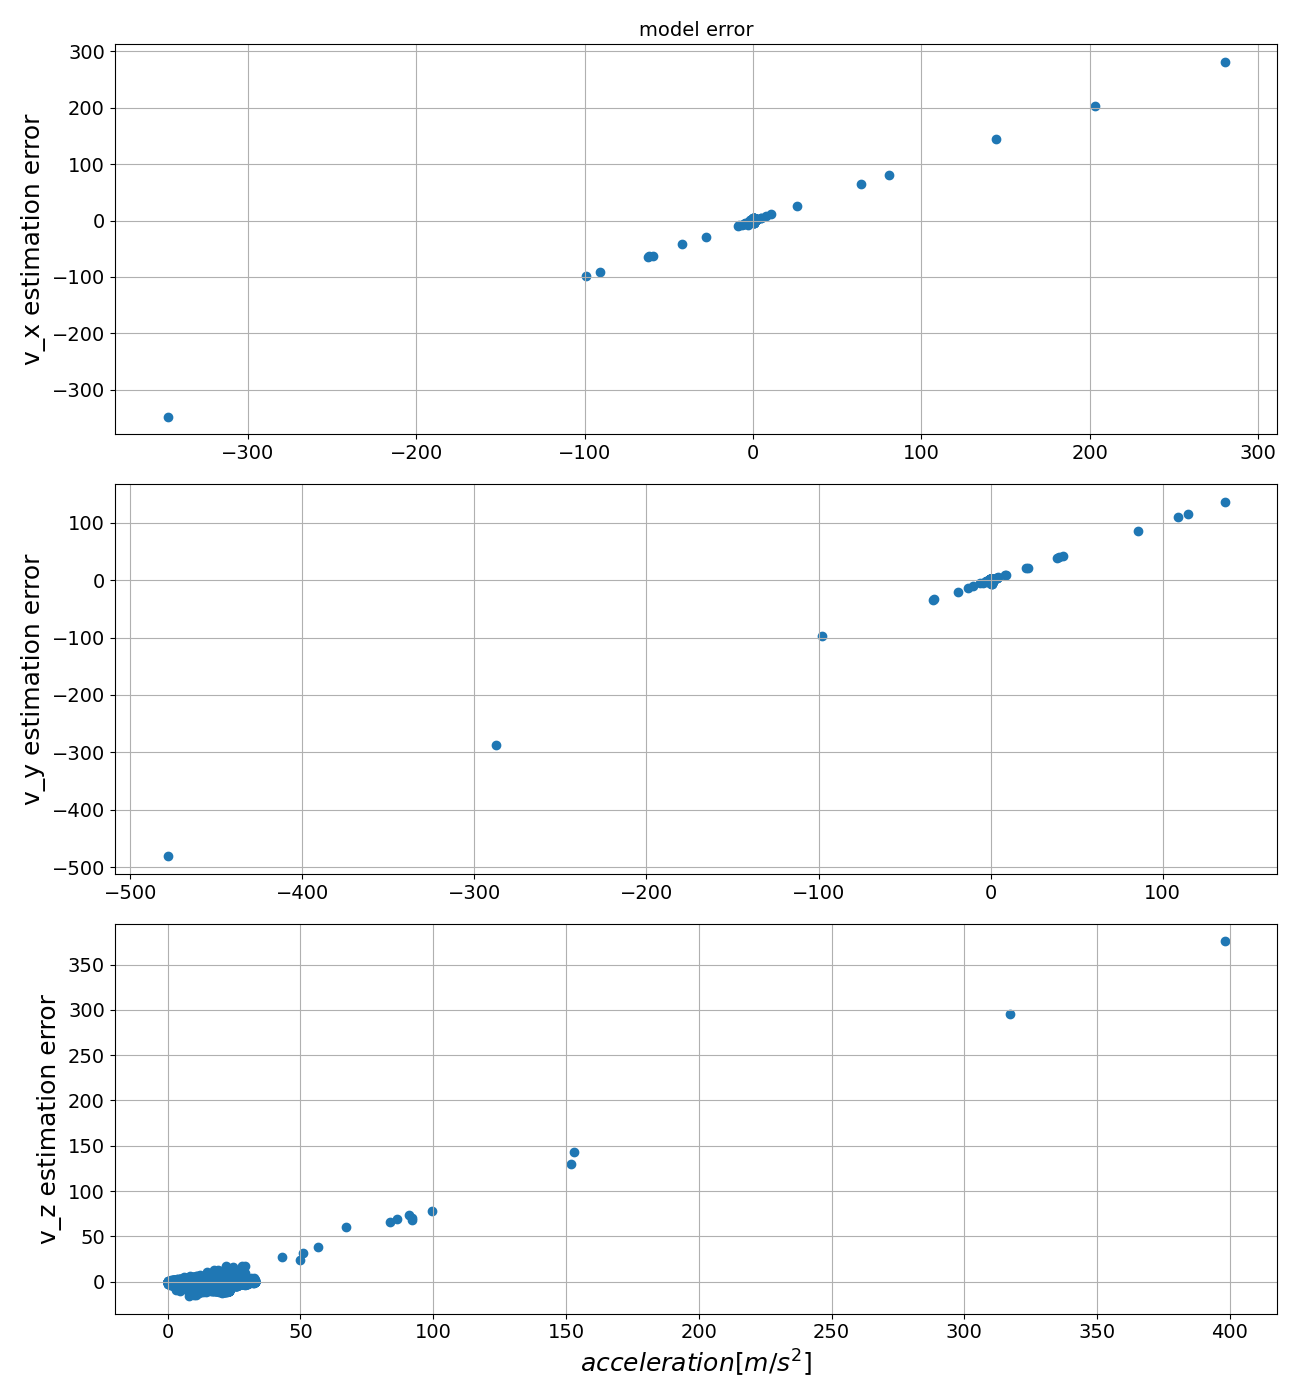 model error
300
200
100
0
−100
−200
−300
v_x estimation error
−300 −200 −100 0 100 200 300
100
0
−100
−200
−300
−400
−500
v_y estimation error
−500 −400 −300 −200 −100 0 100
350
300
250
200
150
100
50
0
v_z estimation error
0 50 100 150 200 250 300 350 400
acceleration[m/s²]